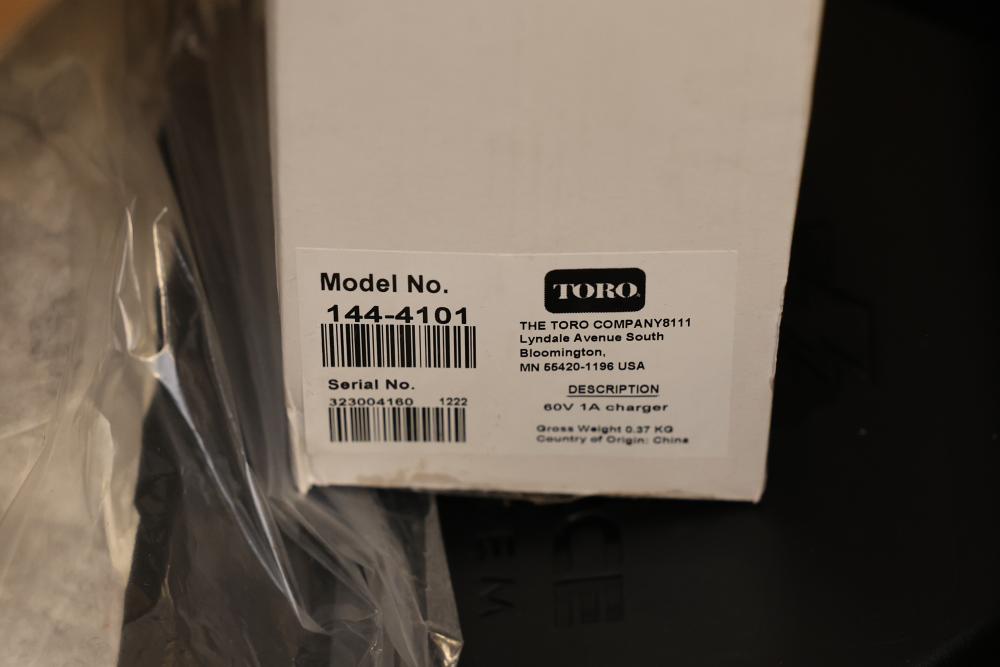 Model No.
144-4101
Serial No.
323004160 1222
TORO
THE TORO COMPANY8111
Lyndale Avenue South
Bloomington,
MN 55420-1196 USA
DESCRIPTION
60V 1A charger
Gross Weight 0.37 KG
Country of Origin: China